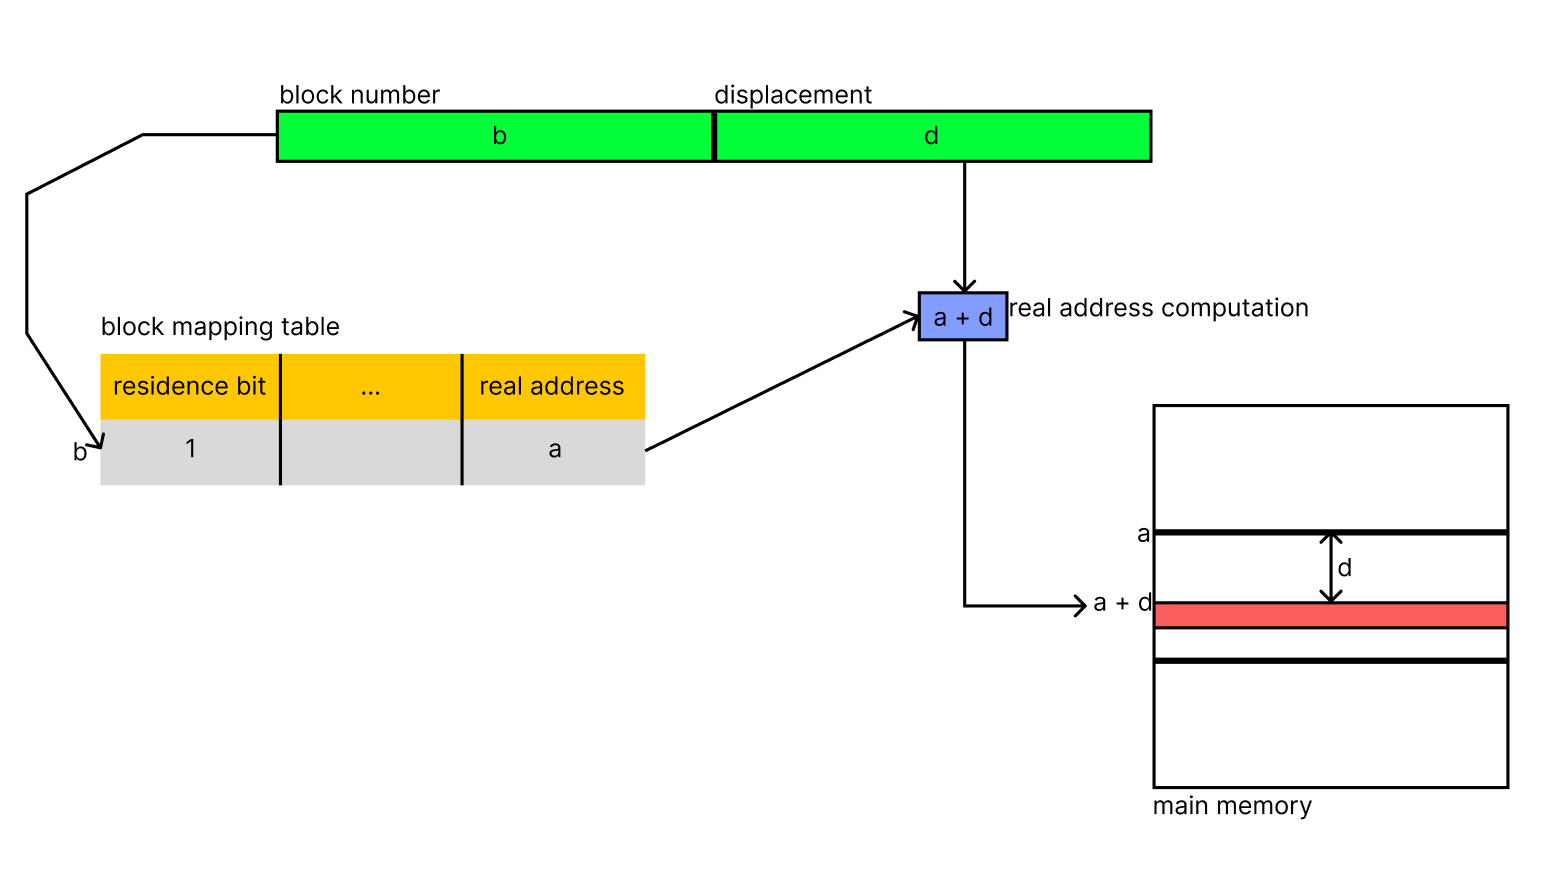 block number
displacement
b
d
a + d
real address computation
block mapping table
residence bit
...
real address
b
1
a
a
d
a + d
main memory